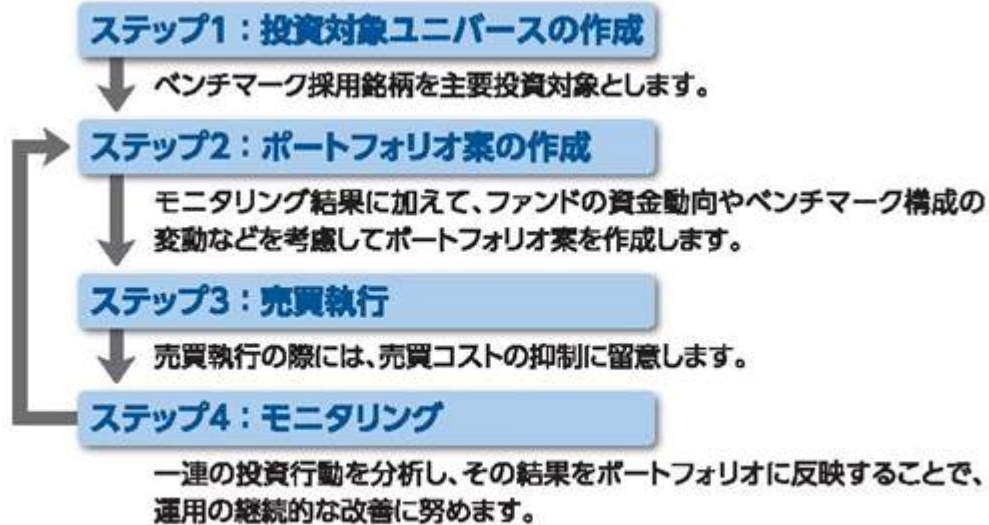 ステップ1：投資対象ユニバースの作成
ベンチマーク採用銘柄を主要投資対象とします。
ステップ2：ポートフォリオ案の作成
モニタリング結果に加えて、ファンドの資金動向やベンチマーク構成の
変動などを考慮してポートフォリオ案を作成します。
ステップ3：売買執行
売買執行の際には、売買コストの抑制に留意します。
ステップ4：モニタリング
一連の投資行動を分析し、その結果をポートフォリオに反映することで、
運用の継続的な改善に努めます。